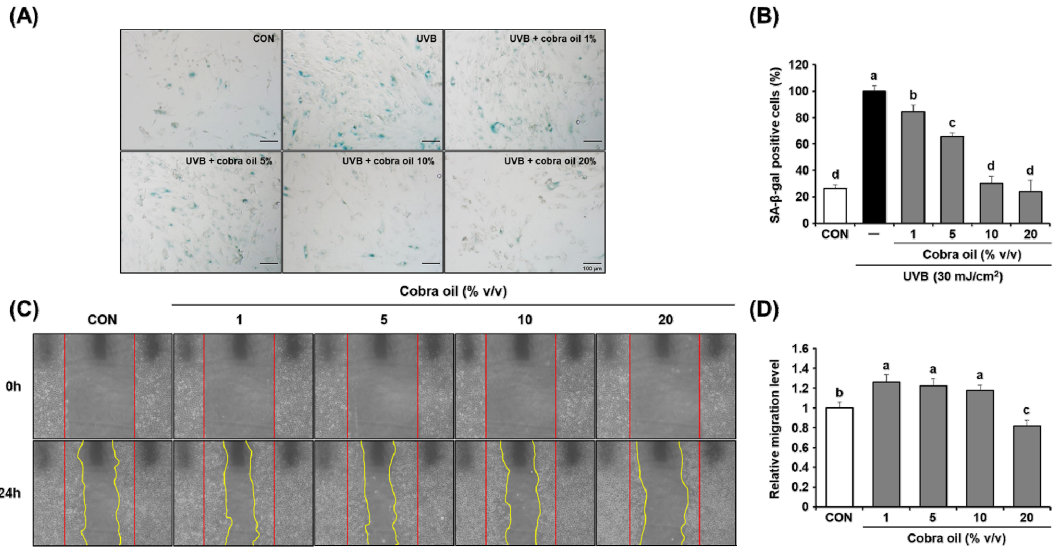 (A)
CON
UVB
UVB + cobra oil 1%
UVB + cobra oil 5%
UVB + cobra oil 10%
UVB + cobra oil 20%
100 μm
(B)
SA-β-gal positive cells (%)
120
100
80
60
40
20
0
d
a
b
c
d
d
CON
—
1
5
10
20
Cobra oil (% v/v)
UVB (30 mJ/cm²)
(C)
Cobra oil (% v/v)
CON
1
5
10
20
0h
24h
(D)
Relative migration level
1.6
1.4
1.2
1
0.8
0.6
0.4
0.2
0
b
a
a
a
c
CON
1
5
10
20
Cobra oil (% v/v)